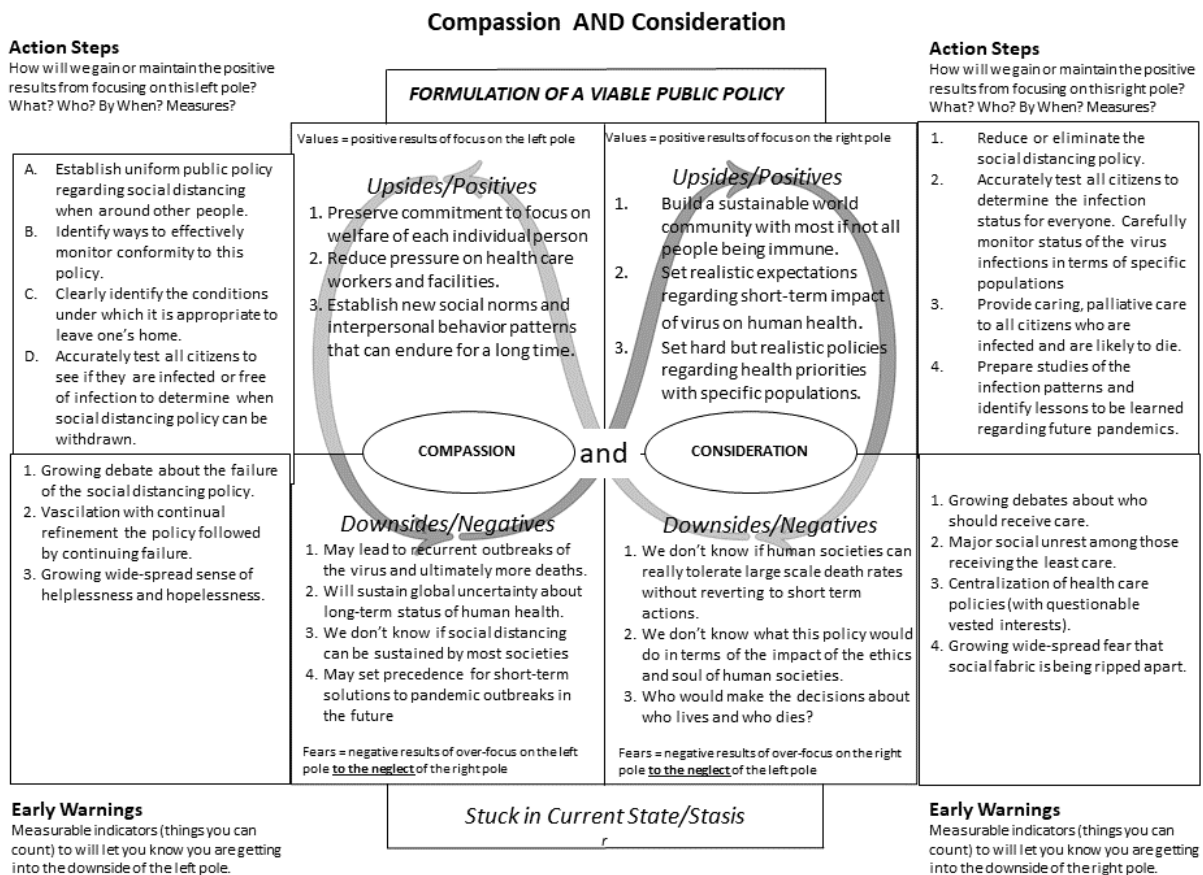 Compassion AND Consideration
Action Steps
How will we gain or maintain the positive
results from focusing on this left pole?
What? Who? By When? Measures?
A. Establish uniform public policy
regarding social distancing
when around other people.
B. Identify ways to effectively
monitor conformity to this
policy.
C. Clearly identify the conditions
under which it is appropriate to
leave one's home.
D. Accurately test all citizens to
see if they are infected or free
of infection to determine when
social distancing policy can be
withdrawn.
FORMULATION OF A VIABLE PUBLIC POLICY
Values = positive results of focus on the left pole
Upsides/Positives
1. Preserve commitment to focus on
welfare of each individual person
2. Reduce pressure on health care
workers and facilities.
3. Establish new social norms and
interpersonal behavior patterns
that can endure for a long time.
Values = positive results of focus on the right pole
Upsides/Positives
1. Build a sustainable world
community with most if not all
people being immune.
2. Set realistic expectations
regarding short-term impact
of virus on human health.
3. Set hard but realistic policies
regarding health priorities
with specific populations.
Action Steps
How will we gain or maintain the positive
results from focusing on thisright pole?
What? Who? By When? Measures?
1. Reduce or eliminate the
social distancing policy.
2. Accurately test all citizens to
determine the infection
status for everyone. Carefully
monitor status of the virus
infections in terms of specific
populations
3. Provide caring, palliative care
to all citizens who are
infected and are likely to die.
4. Prepare studies of the
infection patterns and
identify lessons to be learned
regarding future pandemics.
COMPASSION and CONSIDERATION
1. Growing debate about the failure
of the social distancing policy.
2. Vascilation with continual
refinement the policy followed
by continuing failure.
3. Growing wide-spread sense of
helplessness and hopelessness.
Downsides/Negatives
1. May lead to recurrent outbreaks of
the virus and ultimately more deaths.
2. Will sustain global uncertainty about
long-term status of human health.
3. We don't know if social distancing
can be sustained by most societies
4. May set precedence for short-term
solutions to pandemic outbreaks in
the future
Fears = negative results of over-focus on the left
pole to the neglect of the right pole
Downsides/Negatives
1. We don't know if human societies can
really tolerate large scale death rates
without reverting to short term
actions.
2. We don't know what this policy would
do in terms of the impact of the ethics
and soul of human societies.
3. Who would make the decisions about
who lives and who dies?
Fears = negative results of over-focus on the right
pole to the neglect of the left pole
1. Growing debates about who
should receive care.
2. Major social unrest among those
receiving the least care.
3. Centralization of health care
policies (with questionable
vested interests).
4. Growing wide-spread fear that
social fabric is being ripped apart.
Early Warnings
Measurable indicators (things you can
count) to will let you know you are getting
into the downside of the left pole.
Stuck in Current State/Stasis
r
Early Warnings
Measurable indicators (things you can
count) to will let you know you are getting
into the downside of the right pole.